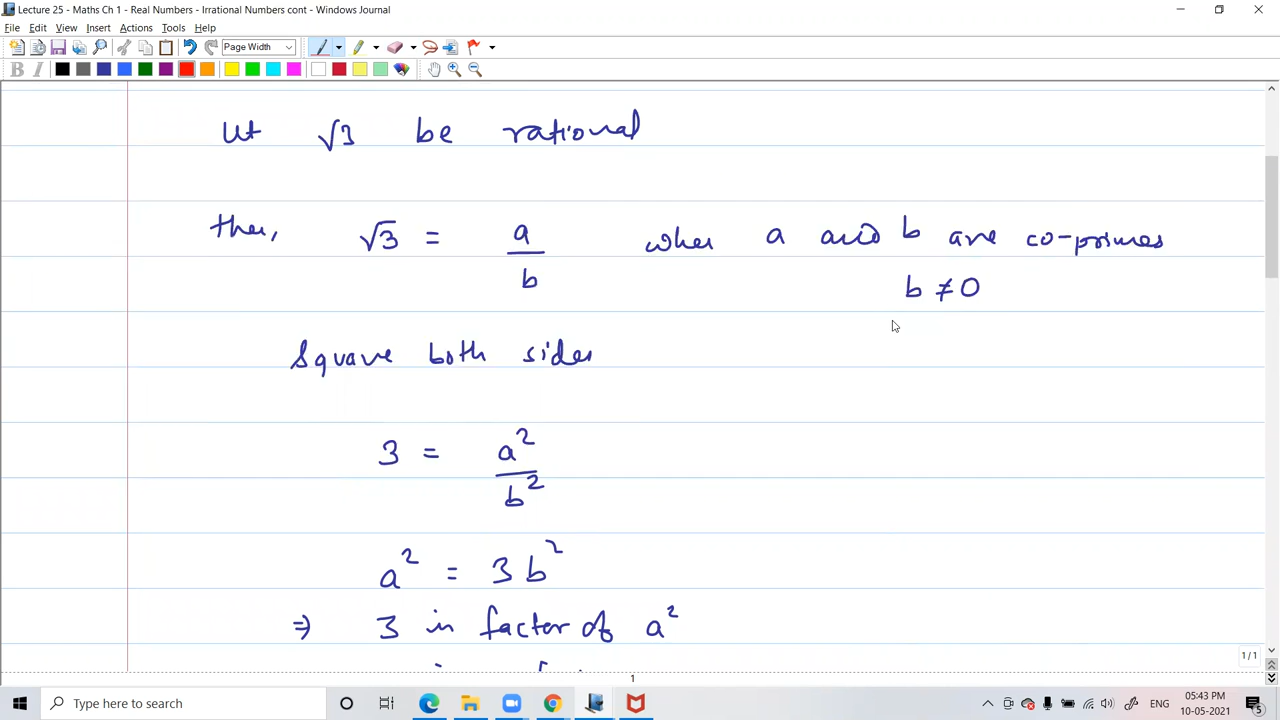 Lecture 25 - Maths Ch 1 - Real Numbers - Irrational Numbers cont - Windows Journal
File Edit View Insert Actions Tools Help
Page Width
B I
Let √3 be rational
then, √3 = a/b where a and b are co-primes
b ≠ 0
Square both sides
3 = a²/b²
a² = 3b²
⇒ 3 is factor of a²
1/1
1
Type here to search
ENG
05:43 PM
10-05-2021
5